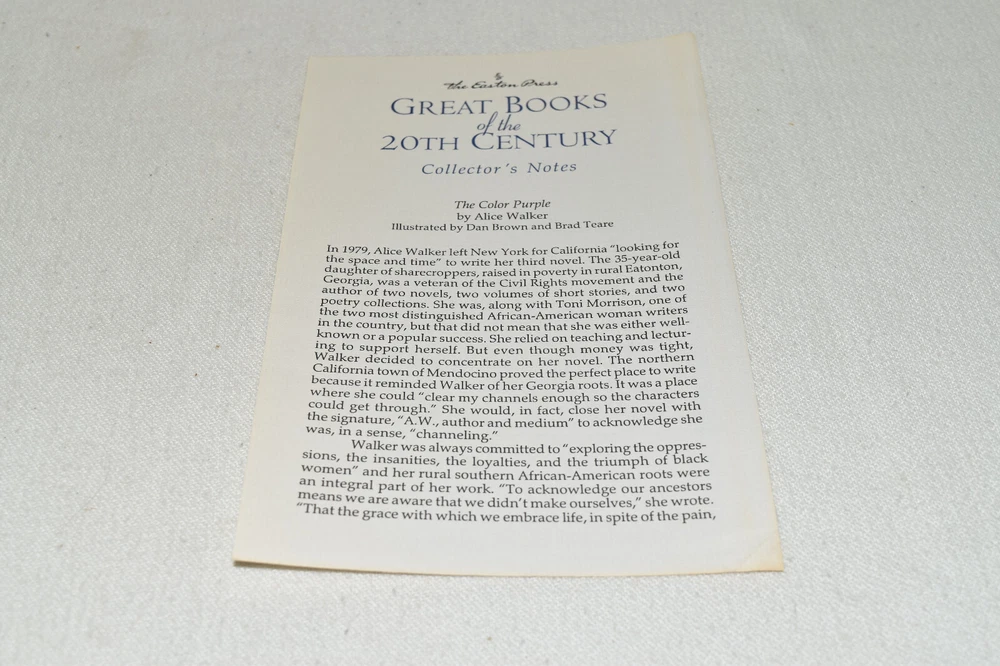 The Easton Press
GREAT BOOKS
of the
20TH CENTURY
Collector's Notes
The Color Purple
by Alice Walker
Illustrated by Dan Brown and Brad Teare
In 1979, Alice Walker left New York for California "looking for
the space and time" to write her third novel. The 35-year-old
daughter of sharecroppers, raised in poverty in rural Eatonton,
Georgia, was a veteran of the Civil Rights movement and the
author of two novels, two volumes of short stories, and two
poetry collections. She was, along with Toni Morrison, one of
the two most distinguished African-American woman writers
in the country, but that did not mean that she was either well-
known or a popular success. She relied on teaching and lectur-
ing to support herself. But even though money was tight,
Walker decided to concentrate on her novel. The northern
California town of Mendocino proved the perfect place to write
because it reminded Walker of her Georgia roots. It was a place
where she could "clear my channels enough so the characters
could get through." She would, in fact, close her novel with
the signature, "A.W., author and medium" to acknowledge she
was, in a sense, "channeling."
Walker was always committed to "exploring the oppres-
sions, the insanities, the loyalties, and the triumph of black
women" and her rural southern African-American roots were
an integral part of her work. "To acknowledge our ancestors
means we are aware that we didn't make ourselves," she wrote.
"That the grace with which we embrace life, in spite of the pain,